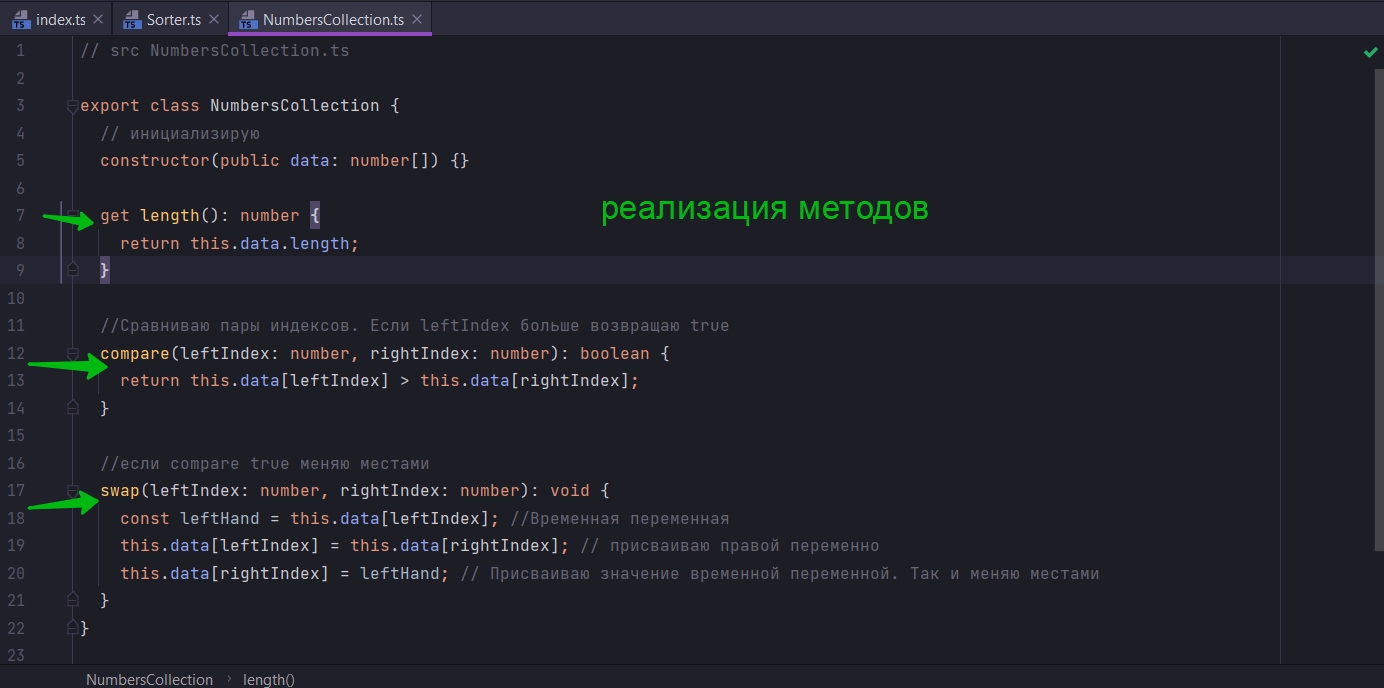 index.ts Sorter.ts NumbersCollection.ts
1 // src NumbersCollection.ts
2
3 export class NumbersCollection {
4 // инициализирую
5 constructor(public data: number[]) {}
6
7 get length(): number {
реализация методов
8 return this.data.length;
9 }
10
11 //Сравниваю пары индексов. Если leftIndex больше возвращаю true
12 compare(leftIndex: number, rightIndex: number): boolean {
13 return this.data[leftIndex] > this.data[rightIndex];
14 }
15
16 //если compare true меняю местами
17 swap(leftIndex: number, rightIndex: number): void {
18 const leftHand = this.data[leftIndex]; //Временная переменная
19 this.data[leftIndex] = this.data[rightIndex]; // присваиваю правой переменно
20 this.data[rightIndex] = leftHand; // Присваиваю значение временной переменной. Так и меняю местами
21 }
22 }
23
NumbersCollection › length()